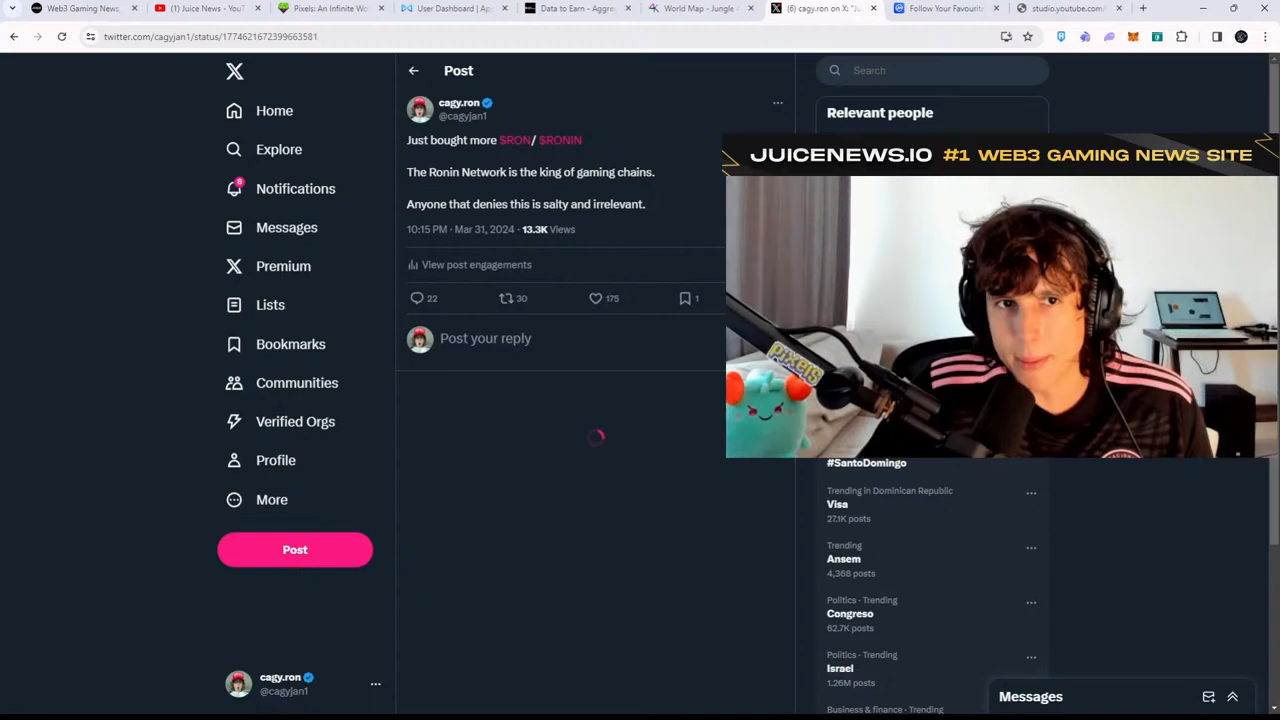 Web3 Gaming News,
(1) Juice News - YouT
Pixels: An Infinite Wo
User Dashboard | Ap
Data to Earn - Aggre
World Map - Jungle
(6) cagy.ron on X: "Ju
Follow Your Favourite
studio.youtube.com/
twitter.com/cagyjan1/status/1774621672399663581
Post
Search
Home
Explore
6
Notifications
Messages
Premium
Lists
Bookmarks
Communities
Verified Orgs
Profile
More
Post
cagy.ron
@cagyjan1
cagy.ron
@cagyjan1
Just bought more $RON/ $RONIN
The Ronin Network is the king of gaming chains.
Anyone that denies this is salty and irrelevant.
10:15 PM · Mar 31, 2024 · 13.3K Views
View post engagements
22 30 175 1
Post your reply
Relevant people
JUICENEWS.IO #1 WEB3 GAMING NEWS SITE
pixels
#SantoDomingo
Trending in Dominican Republic
Visa
27.1K posts
Trending
Ansem
4,368 posts
Politics · Trending
Congreso
62.7K posts
Politics · Trending
Israel
1.26M posts
Business & finance · Trending
Messages